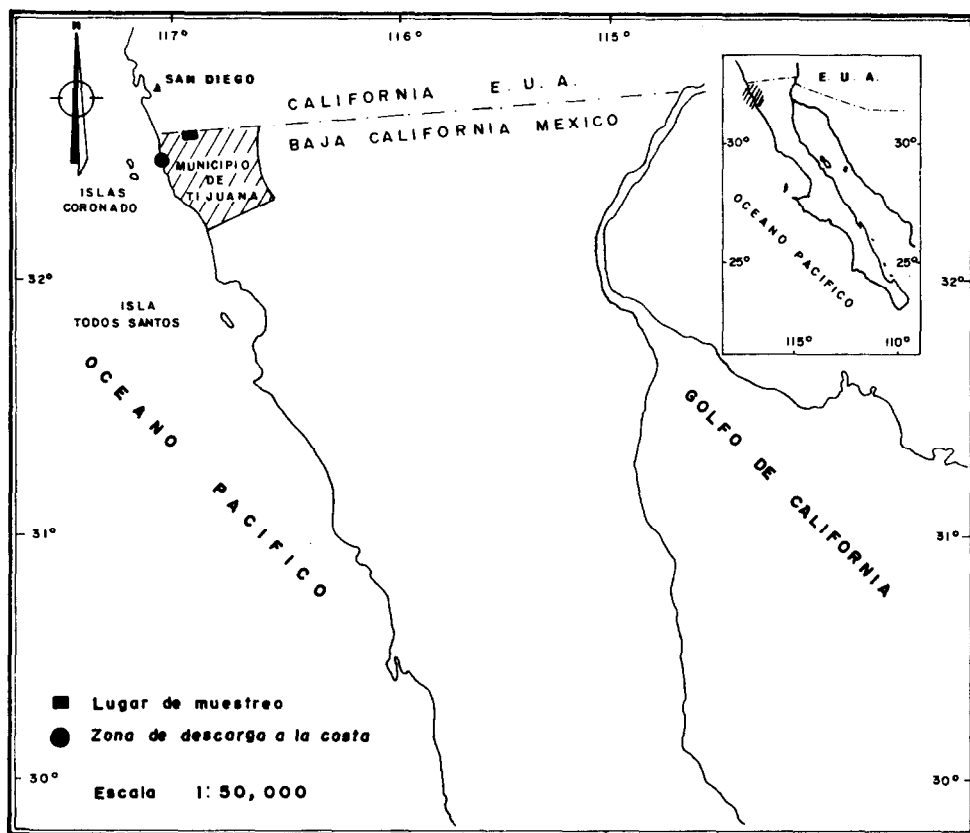 N
117°
116°
115°
SAN DIEGO
CALIFORNIA E. U. A.
BAJA CALIFORNIA MEXICO
MUNICIPIO
DE
TIJUANA
ISLAS
CORONADO
32°
ISLA
TODOS SANTOS
OCEANO PACIFICO
31°
30°
GOLFO DE CALIFORNIA
E. U. A.
30°
30°
OCEANO PACIFICO
25°
25°
115°
110°
32°
31°
30°
Lugar de muestreo
Zona de descarga a la costa
Escala 1:50,000